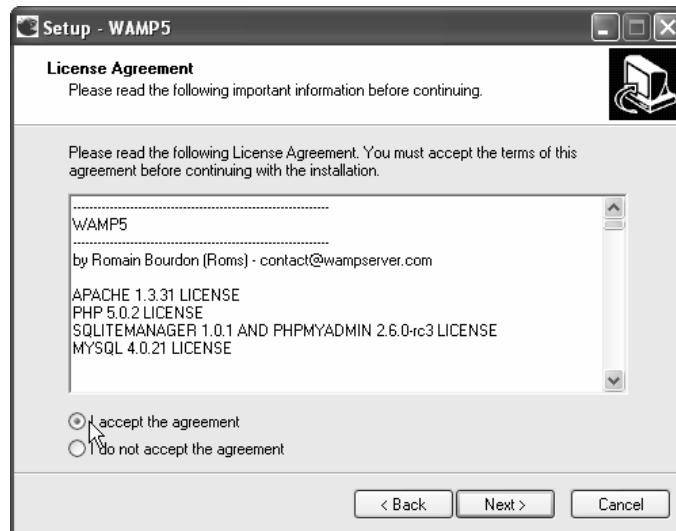 Setup - WAMP5
License Agreement
Please read the following important information before continuing.
Please read the following License Agreement. You must accept the terms of this
agreement before continuing with the installation.
------------------------------------------------------------
WAMP5
------------------------------------------------------------
by Romain Bourdon (Roms) - contact@wampserver.com
APACHE 1.3.31 LICENSE
PHP 5.0.2 LICENSE
SQLITEMANAGER 1.0.1 AND PHPMYADMIN 2.6.0-rc3 LICENSE
MYSQL 4.0.21 LICENSE
I accept the agreement
I do not accept the agreement
< Back Next > Cancel